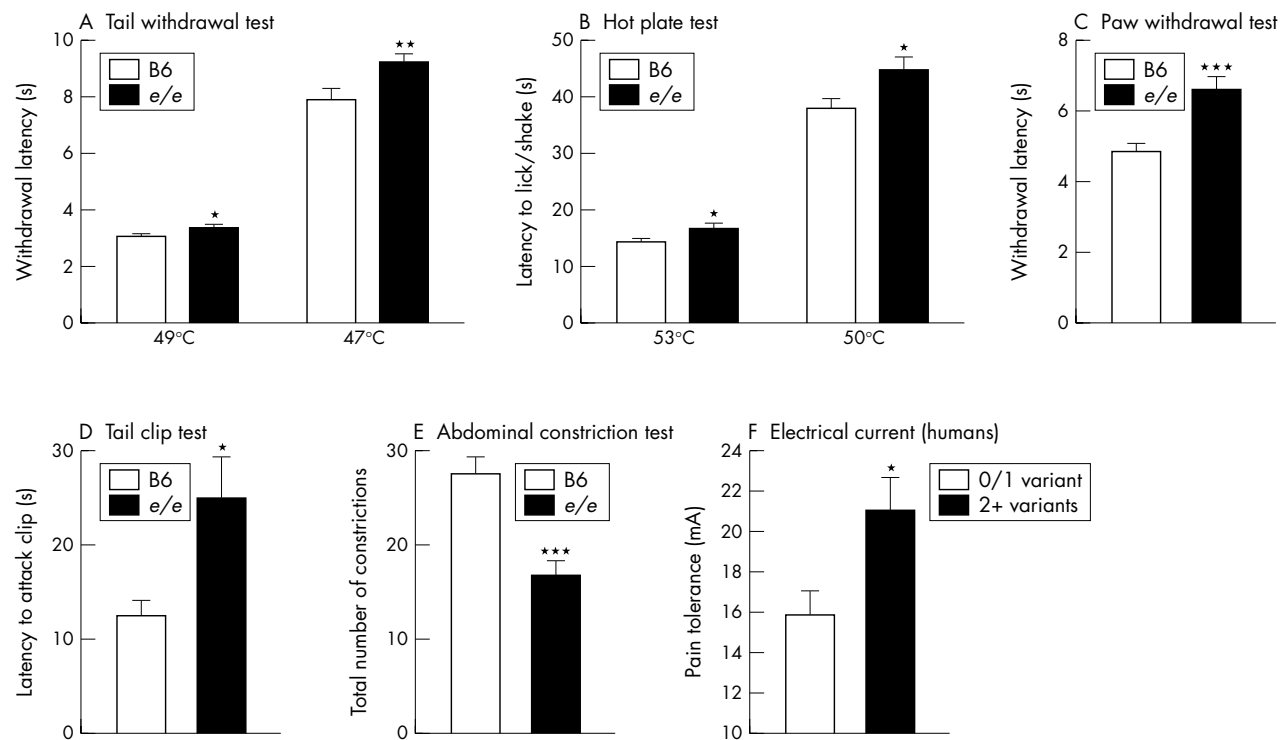 A Tail withdrawal test
Withdrawal latency (s)
10
8
6
4
2
0
B6
e/e
★
★★
49°C
47°C
B Hot plate test
Latency to lick/shake (s)
50
40
30
20
10
0
B6
e/e
★
★
53°C
50°C
C Paw withdrawal test
Withdrawal latency (s)
8
6
4
2
0
B6
e/e
★★★
D Tail clip test
Latency to attack clip (s)
30
20
10
0
B6
e/e
★
E Abdominal constriction test
Total number of constrictions
30
20
10
0
B6
e/e
★★★
F Electrical current (humans)
Pain tolerance (mA)
24
22
20
18
16
14
12
10
★
0/1 variant
2+ variants